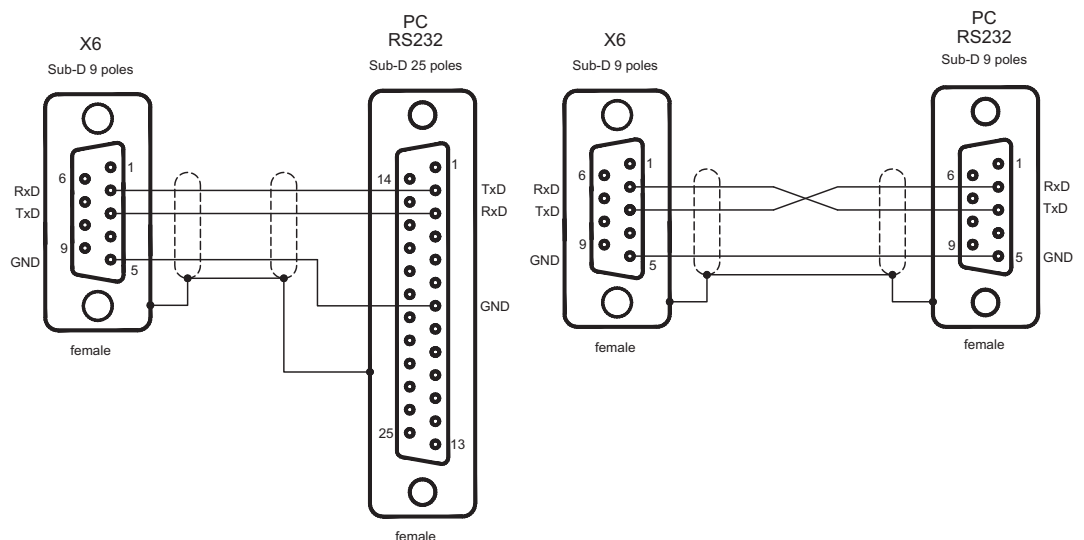 X6
Sub-D 9 poles
PC
RS232
Sub-D 25 poles
1
6
14
1
RxD
TxD
TxD
RxD
9
GND
5
GND
25
13
female
female
X6
Sub-D 9 poles
PC
RS232
Sub-D 9 poles
1
6
6
1
RxD
RxD
TxD
TxD
9
9
GND
5
5
GND
female
female